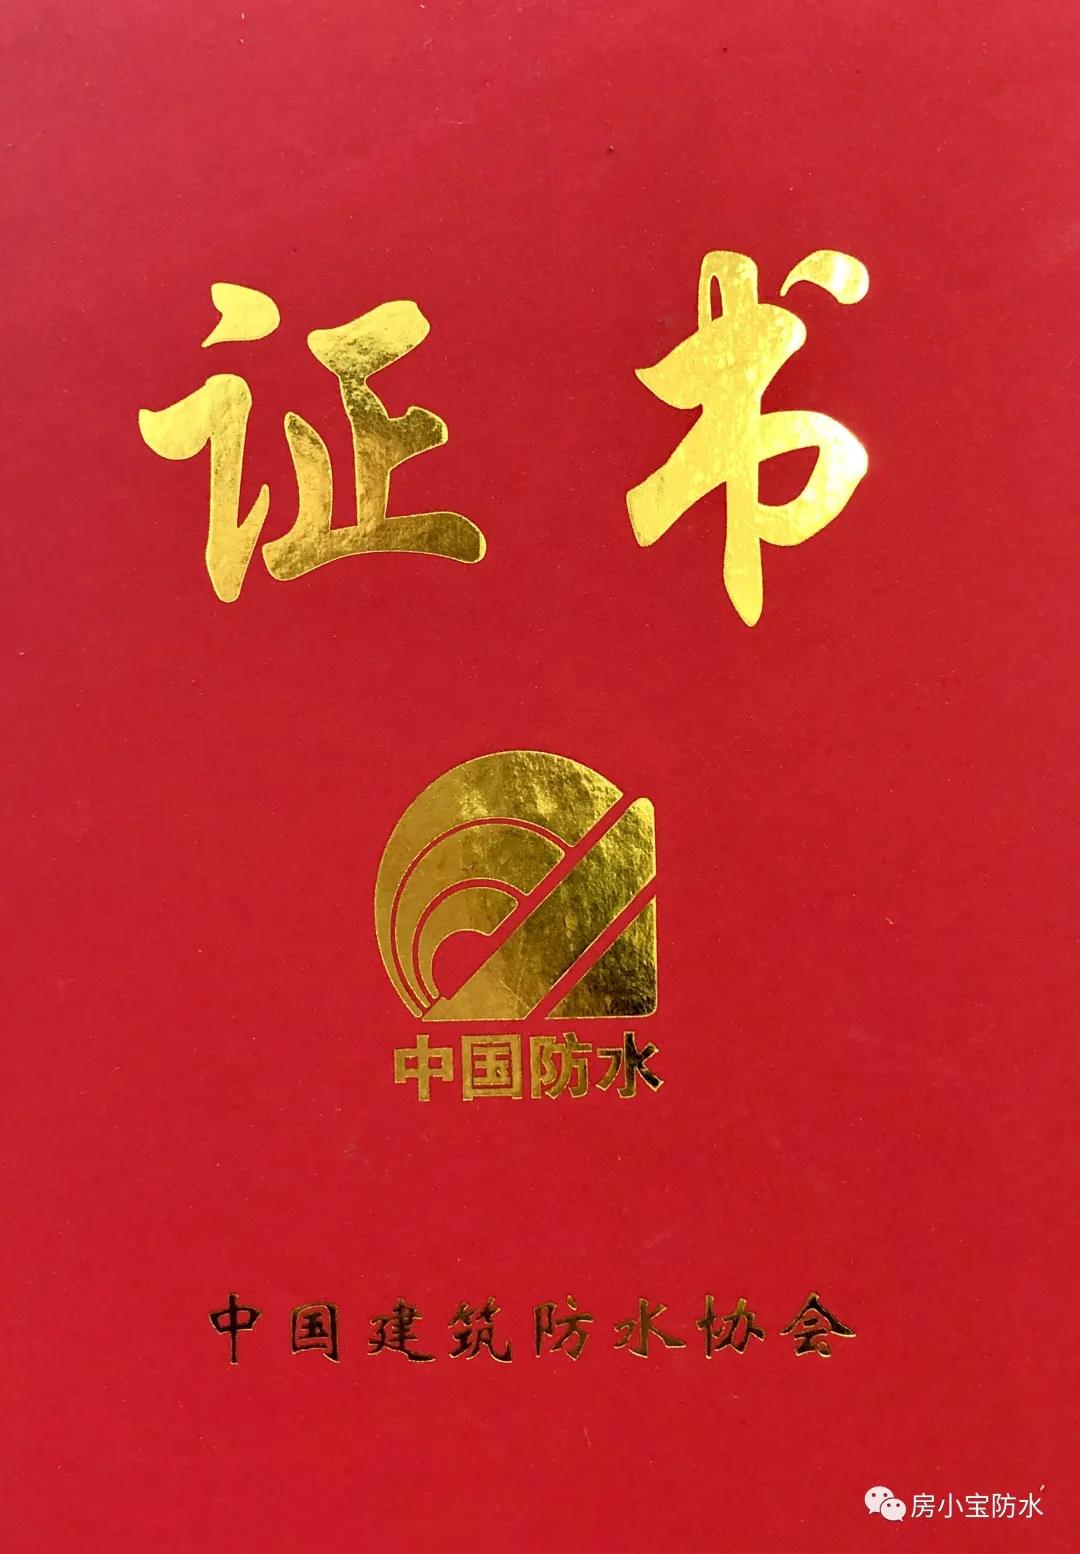 证书
中国防水
中国建筑防水协会
房小宝防水